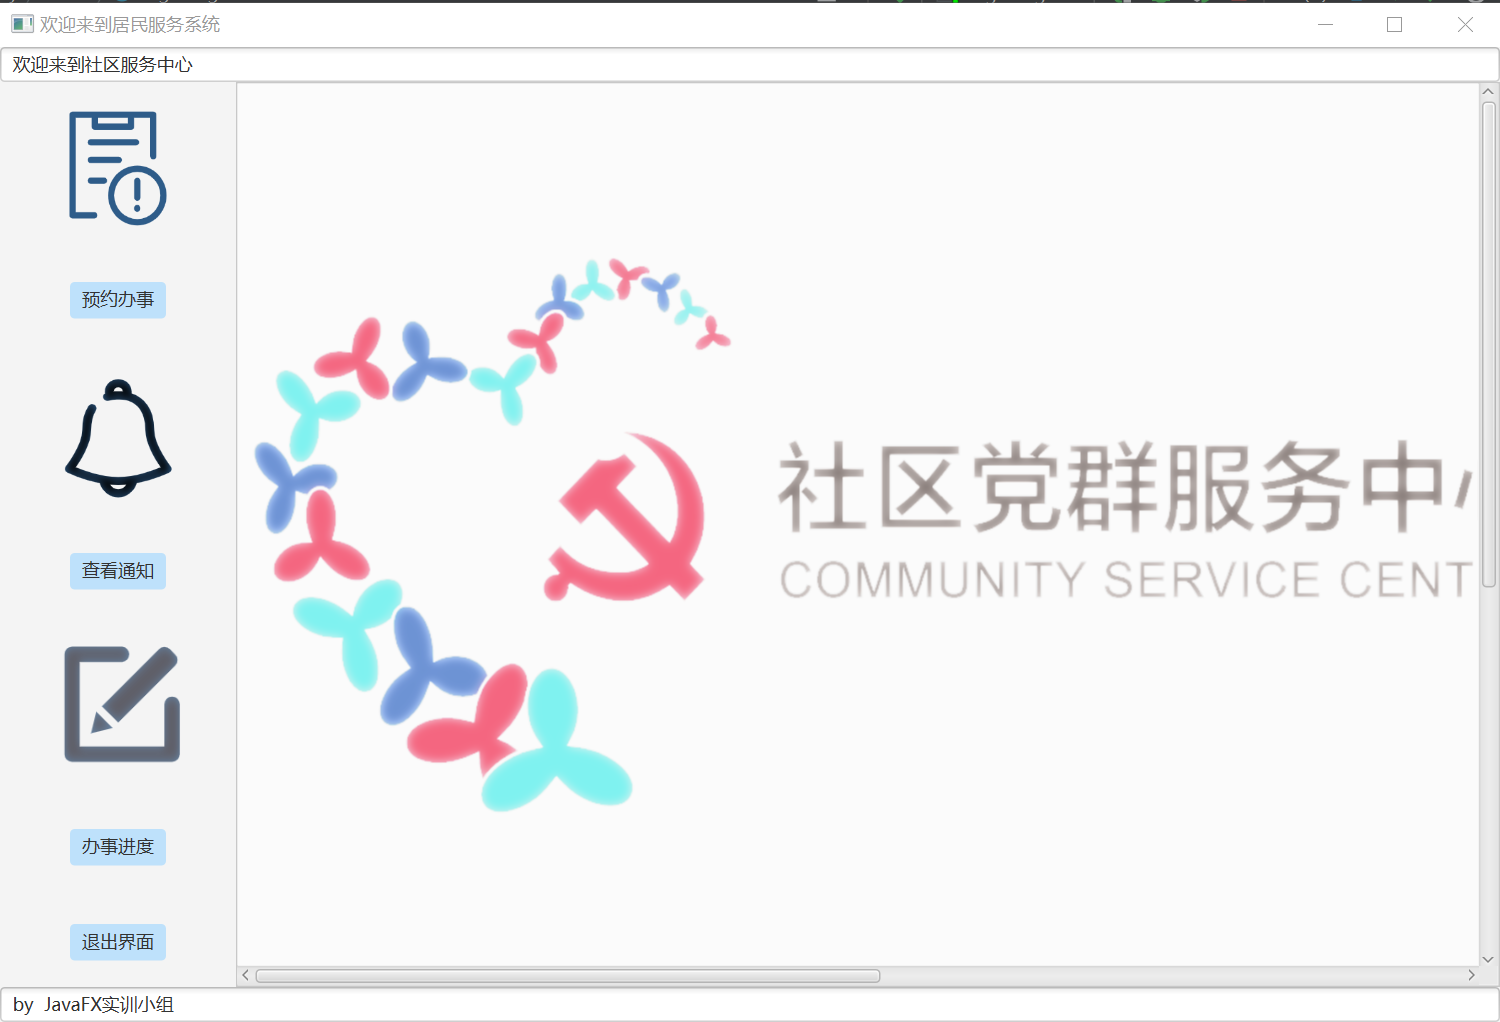 欢迎来到居民服务系统
欢迎来到社区服务中心
预约办事
查看通知
办事进度
退出界面
社区党群服务中
COMMUNITY SERVICE CENT
by JavaFX实训小组